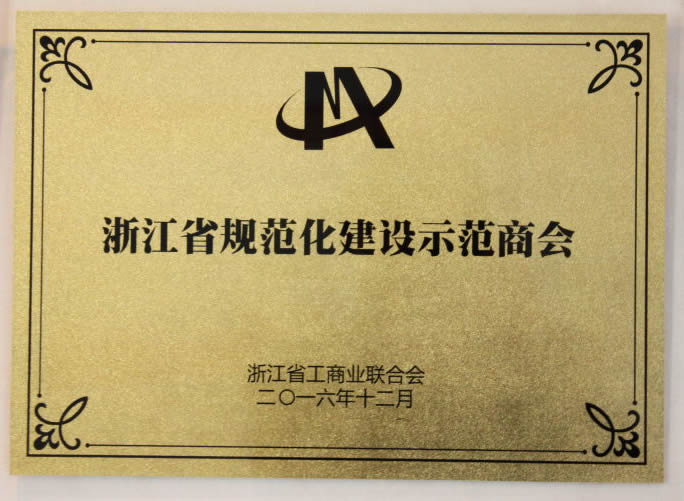 浙江省规范化建设示范商会
浙江省工商业联合会
二〇一六年十二月